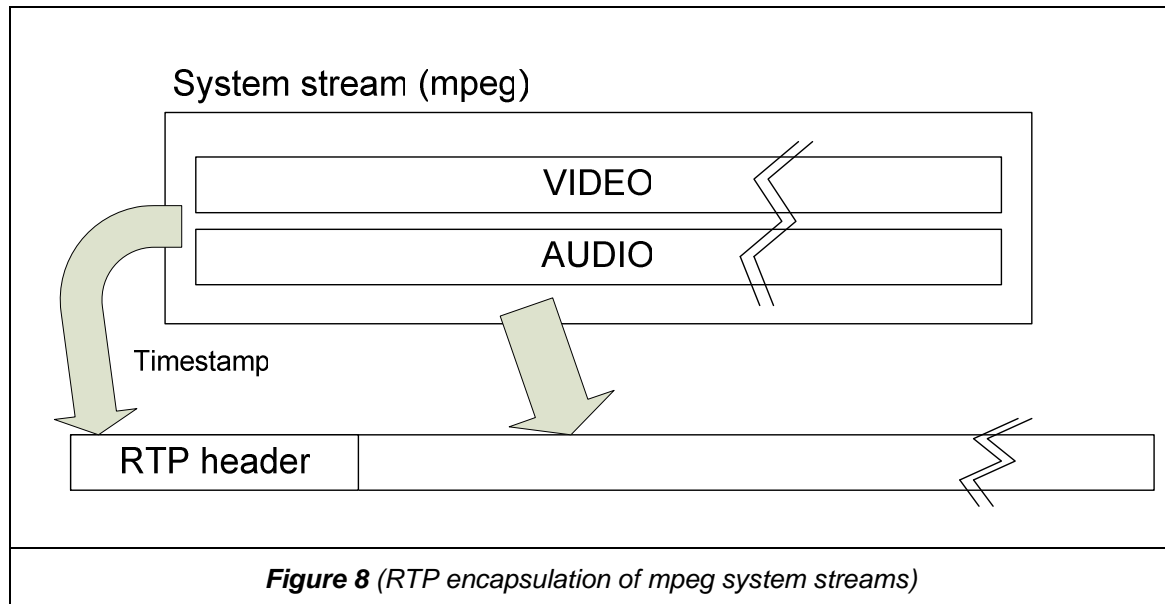 System stream (mpeg)
VIDEO
AUDIO
Timestamp
RTP header
Figure 8 (RTP encapsulation of mpeg system streams)